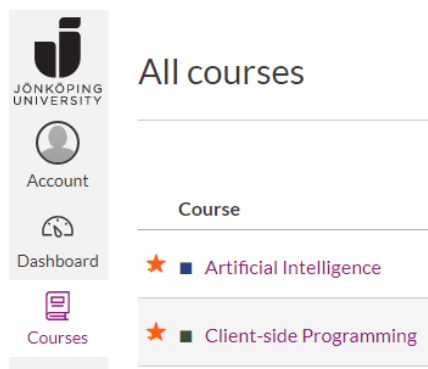 JÖNKÖPING
UNIVERSITY
Account
Dashboard
Courses
All courses
Course
Artificial Intelligence
Client-side Programming